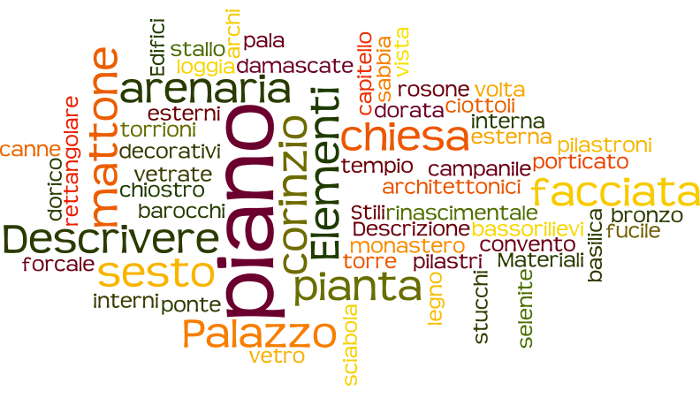 Edifici
stallo
archi
pala
loggia
damascate
capitello
sabbia
vista
mattone
arenaria
rosone
volta
ciottoli
rettangolare
esterni
dorata
interna
torrioni
corinzio
Elementi
chiesa
esterna
pilastroni
canne
decorativi
piano
tempio
campanile
porticato
dorico
vetrate
chiostro
architettonici
facciata
barocchi
Stili
rinascimentale
bronzo
Descrivere
Descrizione
bassorilievi
fucile
monastero
convento
basilica
forcale
sesto
torre
pilastri
Materiali
interni
ponte
pianta
legno
stucchi
selenite
Palazzo
sciabola
vetro